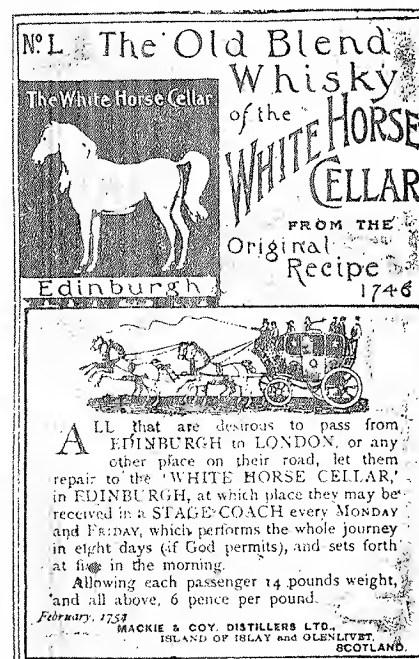 No. L The Old Blend
Whisky
of the
WHITE HORSE
CELLAR
FROM THE
Original
Recipe
1746
The White Horse Cellar
Edinburgh
ALL that are desirous to pass from
EDINBURGH to LONDON, or any
other place on their road, let them
repair to the 'WHITE HORSE CELLAR,'
in EDINBURGH, at which place they may be
received in a STAGE COACH every MONDAY
and FRIDAY, which performs the whole journey
in eight days (if God permits), and sets forth
at in the morning.
Allowing each passenger 14 pounds weight,
and all above, 6 pence per pound.
February, 1754
MACKIE & COY. DISTILLERS LTD.,
ISLAND OF ISLAY and GLENLIVET,
SCOTLAND.